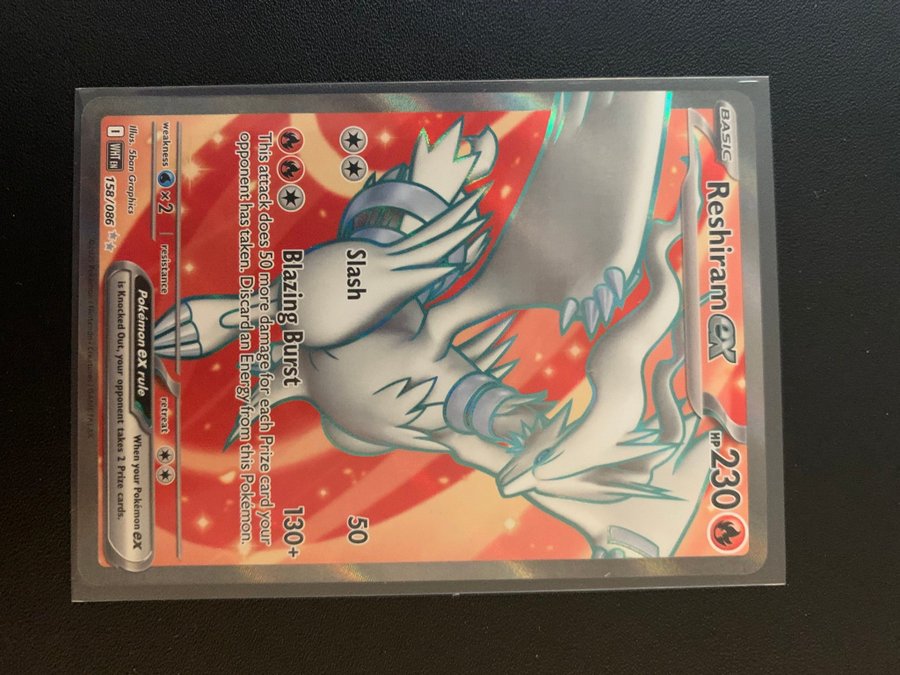 BASIC
Reshiram ex HP 230
Slash 50
Blazing Burst 130+
This attack does 50 more damage for each Prize card your
opponent has taken. Discard an Energy from this Pokémon.
weakness ×2 resistance retreat
Illus. 5ban Graphics
I WHT EN 158/086
Pokémon ex rule
When your Pokémon ex
is Knocked Out, your opponent takes 2 Prize cards.